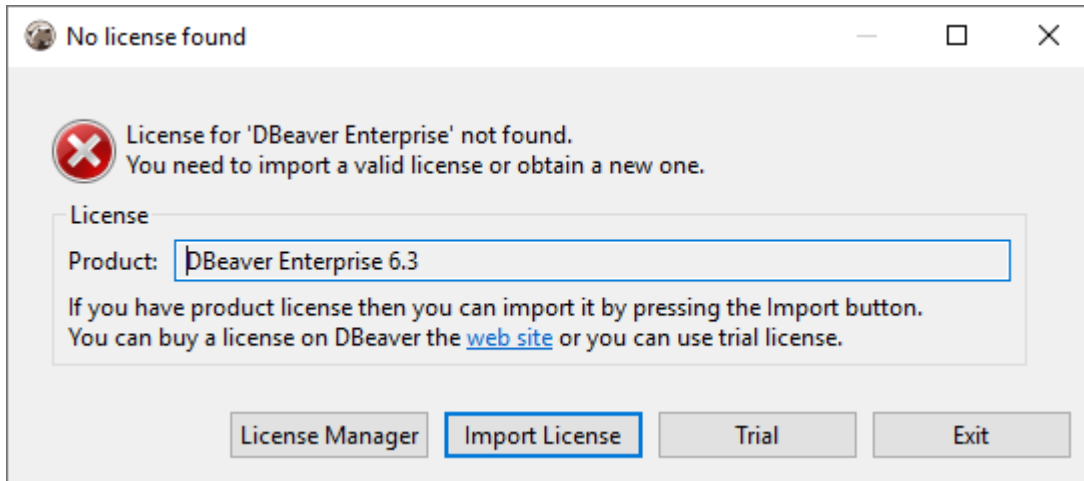 No license found
License for 'DBeaver Enterprise' not found.
You need to import a valid license or obtain a new one.
License
Product: DBeaver Enterprise 6.3
If you have product license then you can import it by pressing the Import button.
You can buy a license on DBeaver the web site or you can use trial license.
License Manager Import License Trial Exit